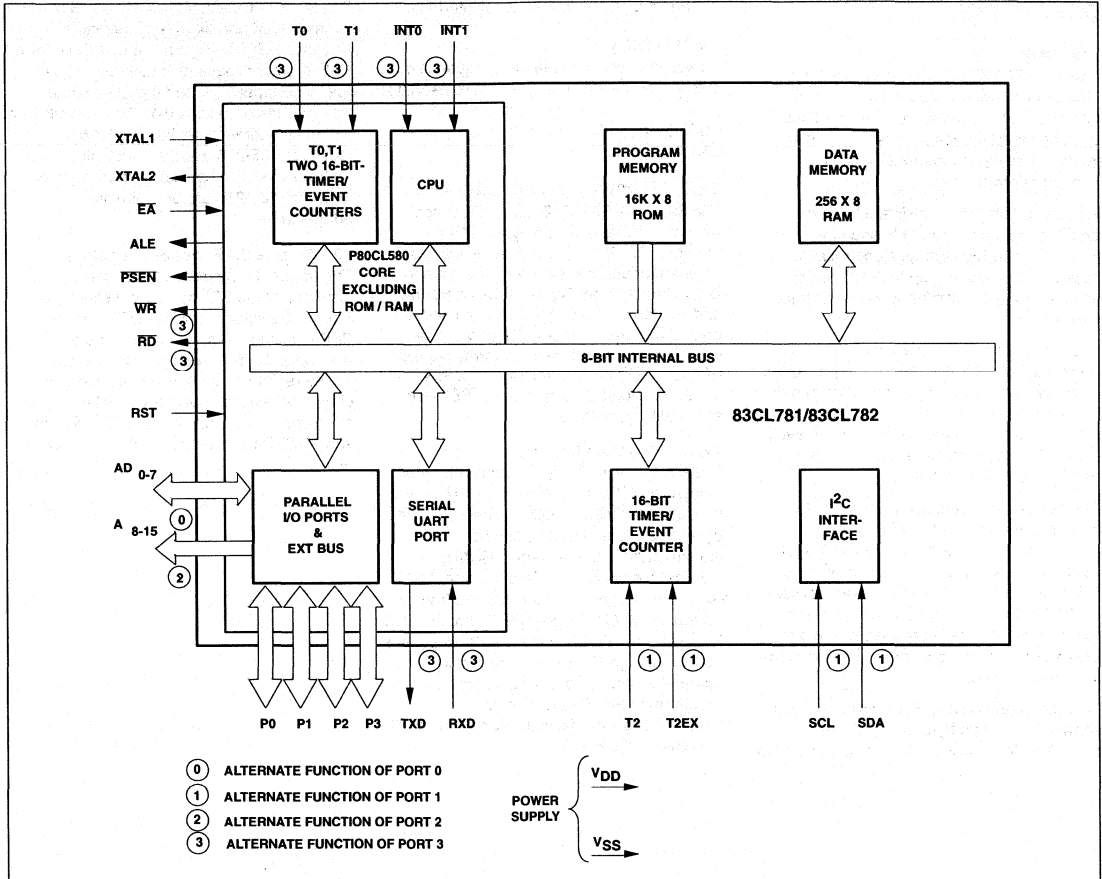 T0 T1 INT0 INT1
3 3 3 3
XTAL1
XTAL2
EA
ALE
PSEN
WR
3
RD
3
RST
AD 0-7
0
A 8-15
2
T0,T1
TWO 16-BIT-
TIMER/
EVENT
COUNTERS
CPU
P80CL580
CORE
EXCLUDING
ROM / RAM
PROGRAM
MEMORY
16K X 8
ROM
DATA
MEMORY
256 X 8
RAM
8-BIT INTERNAL BUS
83CL781/83CL782
PARALLEL
I/O PORTS
&
EXT BUS
SERIAL
UART
PORT
16-BIT
TIMER/
EVENT
COUNTER
I2C
INTER-
FACE
3 3 1 1 1 1
P0 P1 P2 P3 TXD RXD T2 T2EX SCL SDA
0 ALTERNATE FUNCTION OF PORT 0
1 ALTERNATE FUNCTION OF PORT 1
2 ALTERNATE FUNCTION OF PORT 2
3 ALTERNATE FUNCTION OF PORT 3
POWER
SUPPLY
VDD
VSS